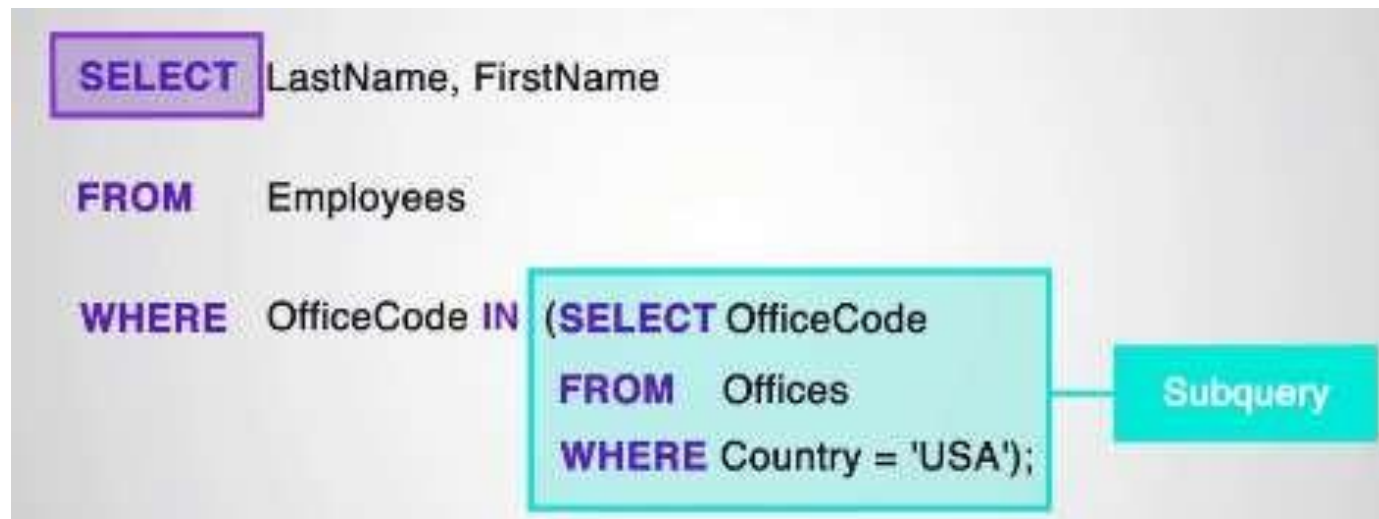 SELECT LastName, FirstName
FROM Employees
WHERE OfficeCode IN (SELECT OfficeCode
FROM Offices
WHERE Country = 'USA');
Subquery